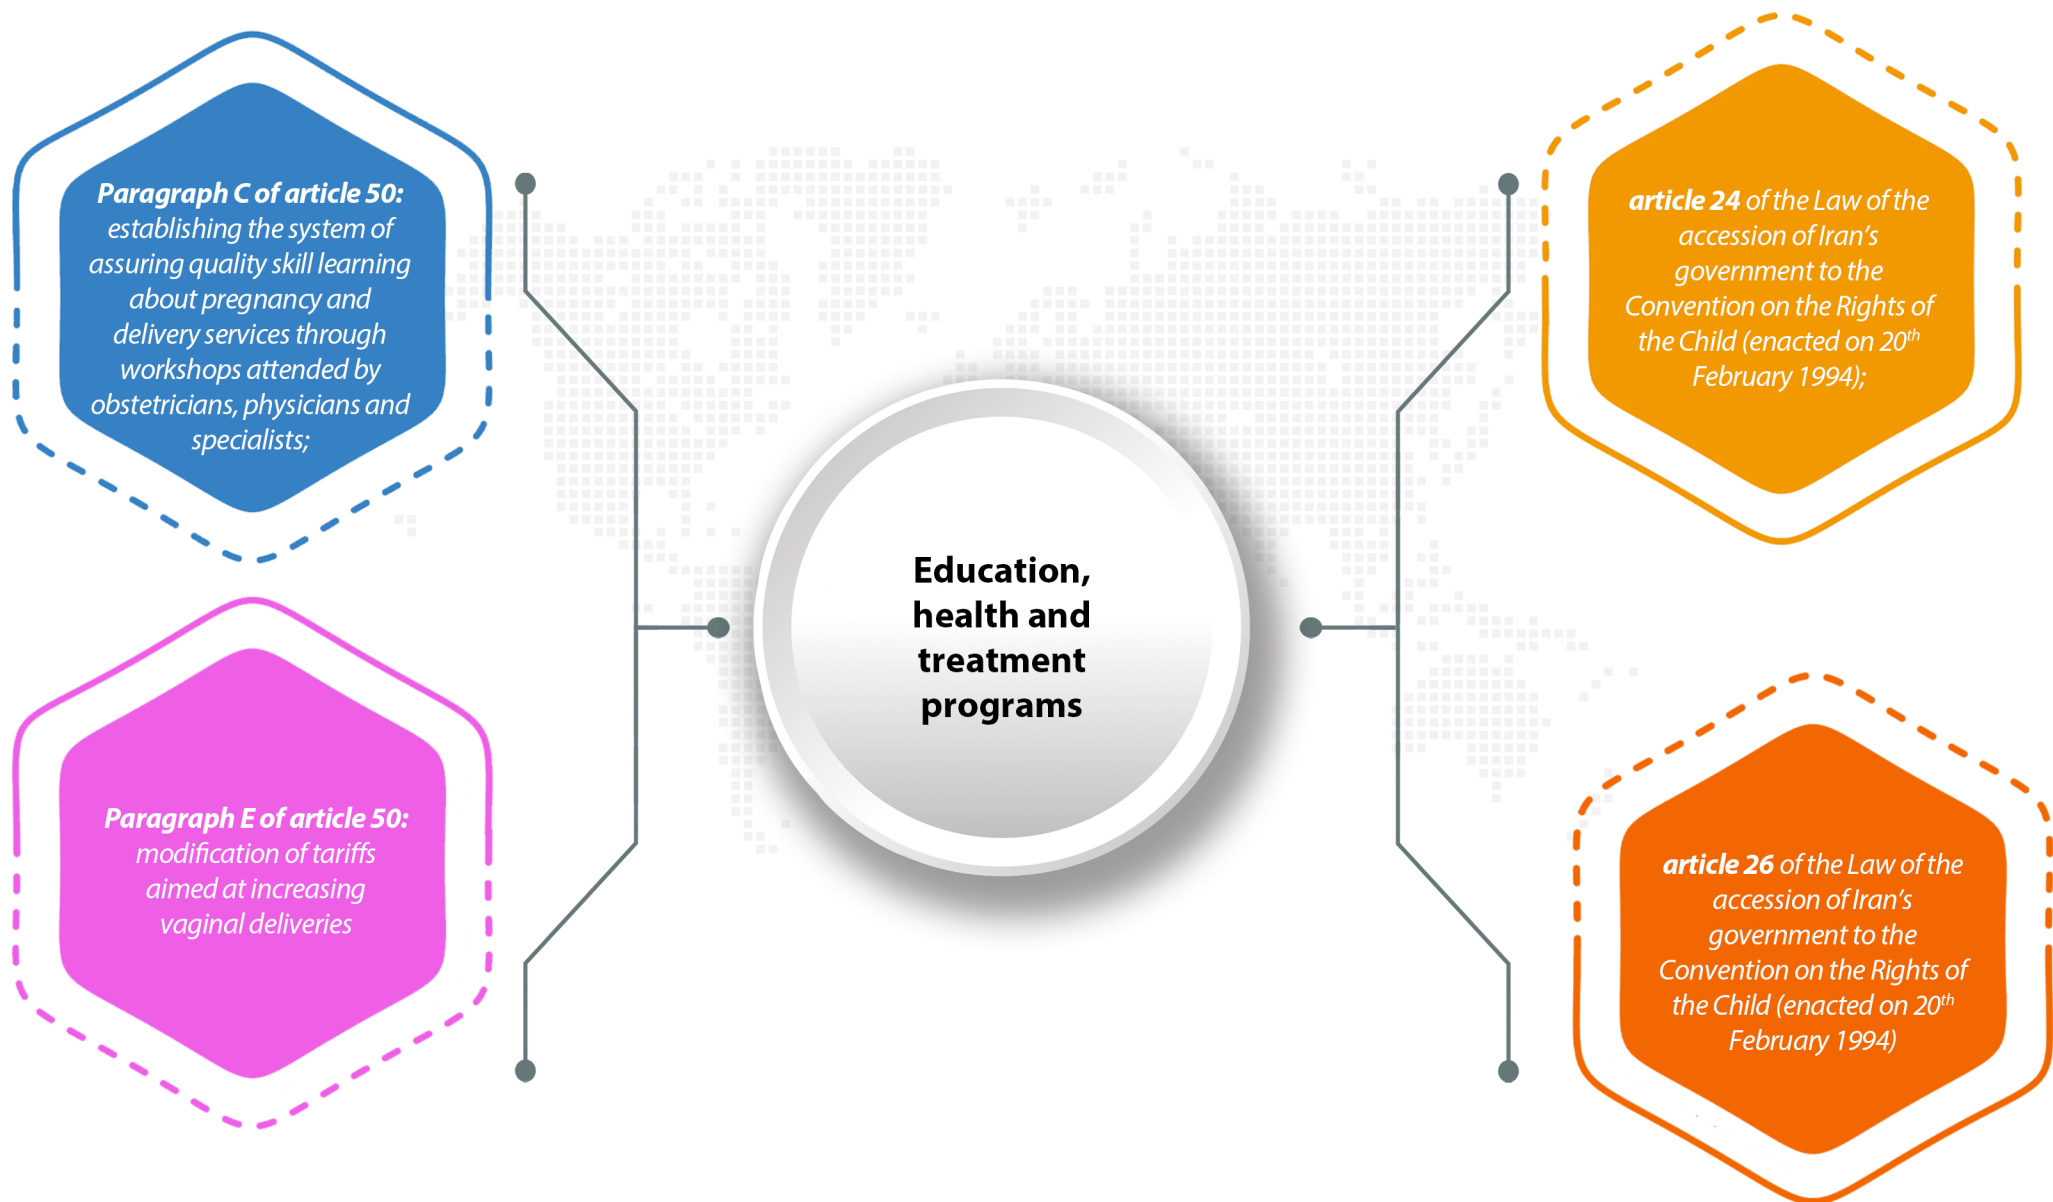 Paragraph C of article 50:
establishing the system of
assuring quality skill learning
about pregnancy and
delivery services through
workshops attended by
obstetricians, physicians and
specialists;
Paragraph E of article 50:
modification of tariffs
aimed at increasing
vaginal deliveries
Education,
health and
treatment
programs
article 24 of the Law of the
accession of Iran’s
government to the
Convention on the Rights of
the Child (enacted on 20th
February 1994);
article 26 of the Law of the
accession of Iran’s
government to the
Convention on the Rights of
the Child (enacted on 20th
February 1994)